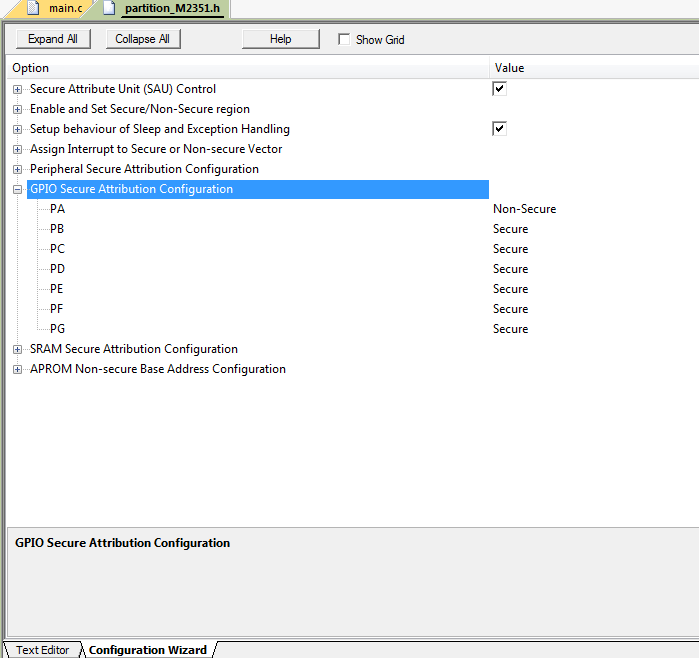 main.c partition_M2351.h
Expand All Collapse All Help Show Grid
Option Value
Secure Attribute Unit (SAU) Control
Enable and Set Secure/Non-Secure region
Setup behaviour of Sleep and Exception Handling
Assign Interrupt to Secure or Non-secure Vector
Peripheral Secure Attribution Configuration
GPIO Secure Attribution Configuration
PA Non-Secure
PB Secure
PC Secure
PD Secure
PE Secure
PF Secure
PG Secure
SRAM Secure Attribution Configuration
APROM Non-secure Base Address Configuration
GPIO Secure Attribution Configuration
Text Editor Configuration Wizard